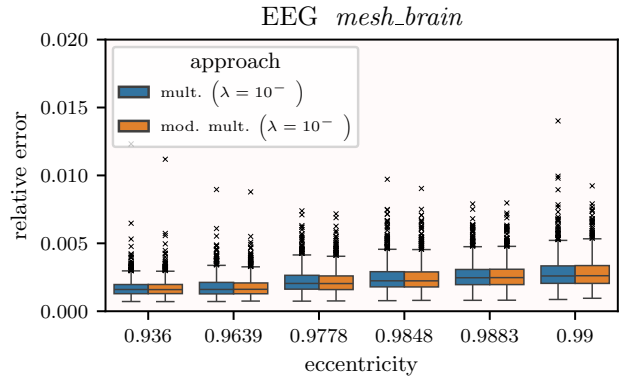 EEG mesh_brain
0.020
0.015
0.010
0.005
0.000
relative error
approach
mult. (λ = 10⁻ )
mod. mult. (λ = 10⁻ )
0.936 0.9639 0.9778 0.9848 0.9883 0.99
eccentricity